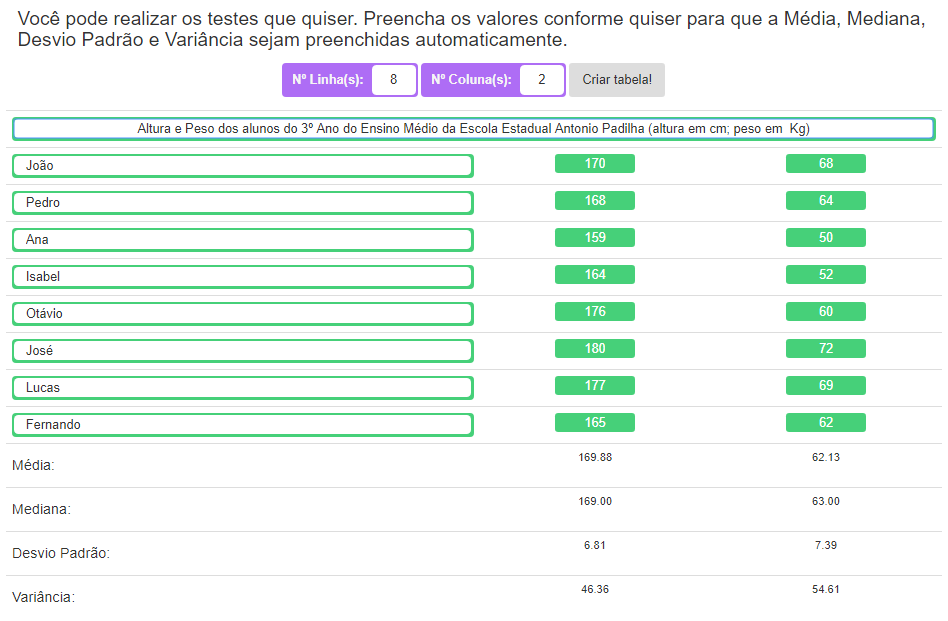 Você pode realizar os testes que quiser. Preencha os valores conforme quiser para que a Média, Mediana,
Desvio Padrão e Variância sejam preenchidas automaticamente.
Nº Linha(s): 8 Nº Coluna(s): 2 Criar tabela!
Altura e Peso dos alunos do 3º Ano do Ensino Médio da Escola Estadual Antonio Padilha (altura em cm; peso em Kg)
João 170 68
Pedro 168 64
Ana 159 50
Isabel 164 52
Otávio 176 60
José 180 72
Lucas 177 69
Fernando 165 62
Média: 169.88 62.13
Mediana: 169.00 63.00
Desvio Padrão: 6.81 7.39
Variância: 46.36 54.61